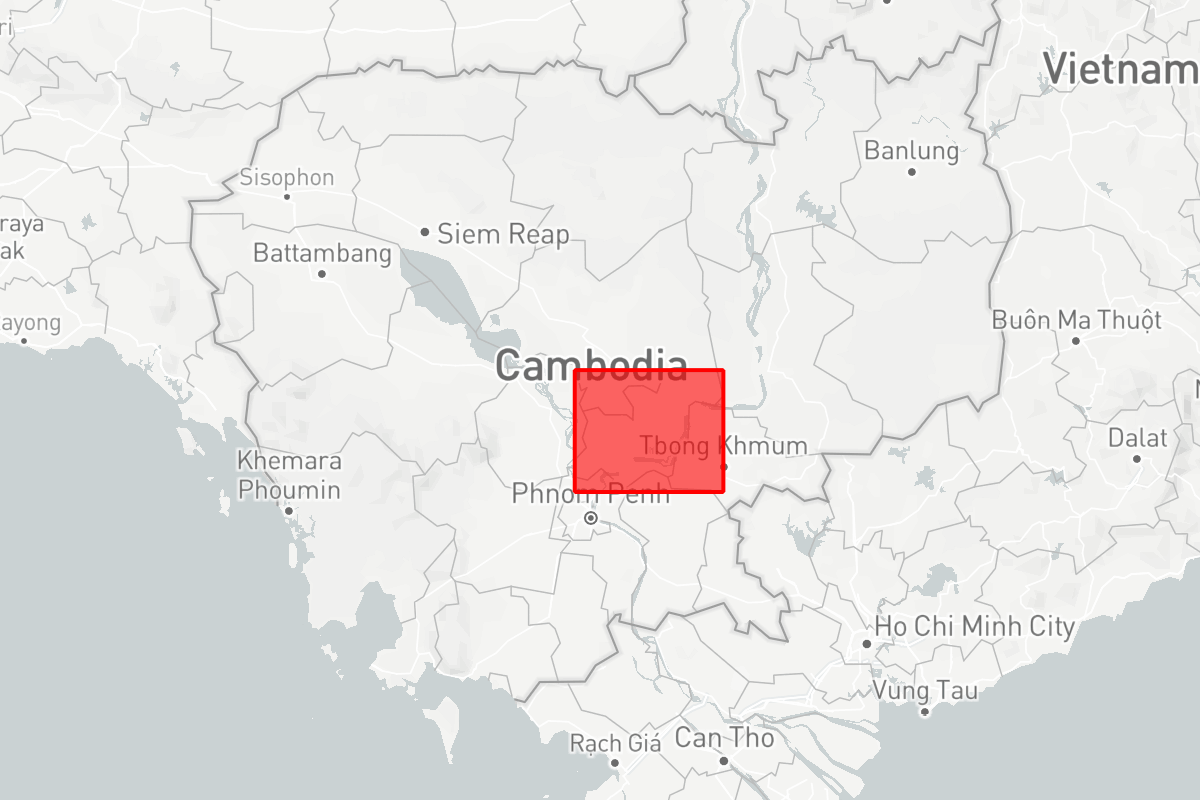 ri
Vietnam
Banlung
Sisophon
raya
ak
Siem Reap
Battambang
ayong
Buôn Ma Thuột
Cambodia
Tbong Khmum
Dalat
Khemara
Phoumin
Phnom Penh
Ho Chi Minh City
Vung Tau
Rạch Giá
Can Tho